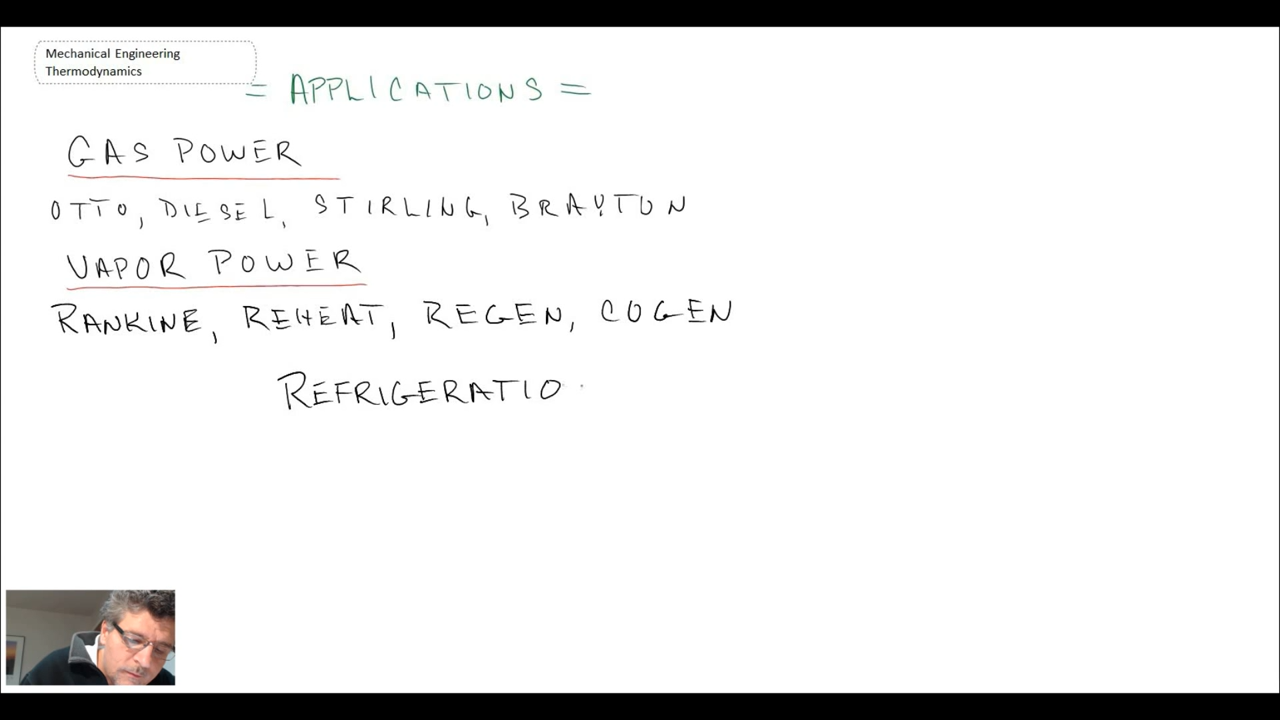 Mechanical Engineering
Thermodynamics
= APPLICATIONS =
GAS POWER
OTTO, DIESEL, STIRLING, BRAYTON
VAPOR POWER
RANKINE, REHEAT, REGEN, COGEN
REFRIGERATIO